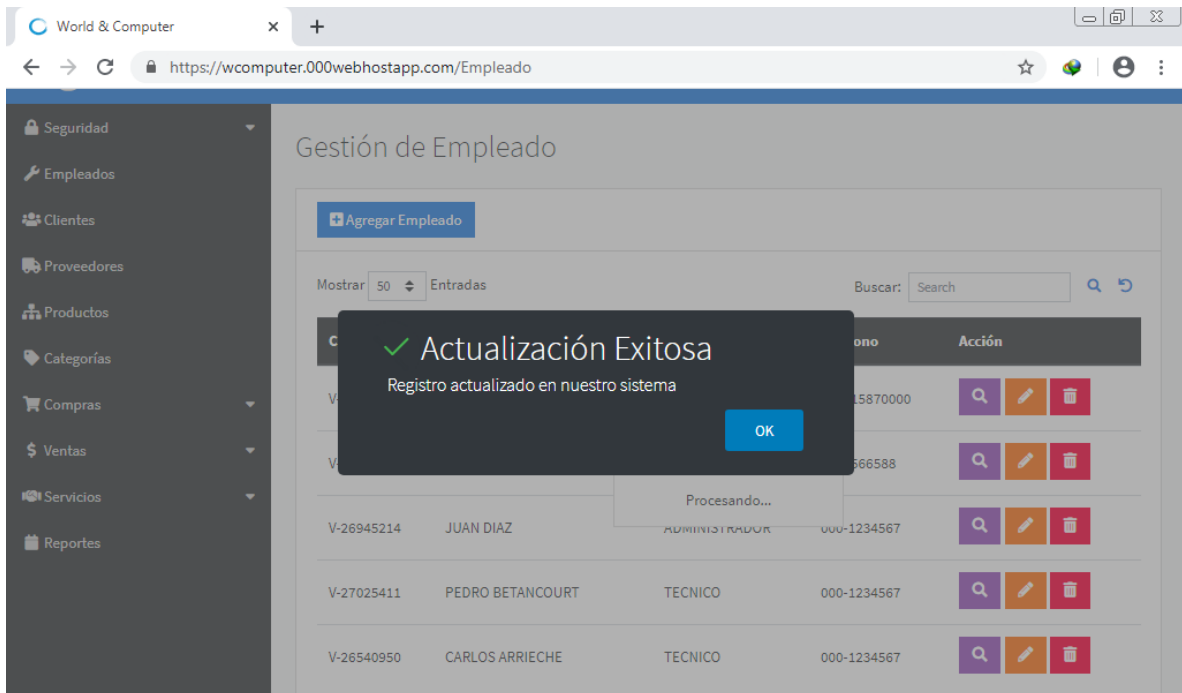 World & Computer
https://wcomputer.000webhostapp.com/Empleado
Seguridad
Empleados
Clientes
Proveedores
Productos
Categorías
Compras
$ Ventas
Servicios
Reportes
Gestión de Empleado
Agregar Empleado
Mostrar 50 Entradas
Buscar: Search
Acción
Actualización Exitosa
Registro actualizado en nuestro sistema
OK
15870000
566588
Procesando...
V-26945214 JUAN DIAZ ADMINISTRADOR 000-1234567
V-27025411 PEDRO BETANCOURT TECNICO 000-1234567
V-26540950 CARLOS ARRIECHE TECNICO 000-1234567